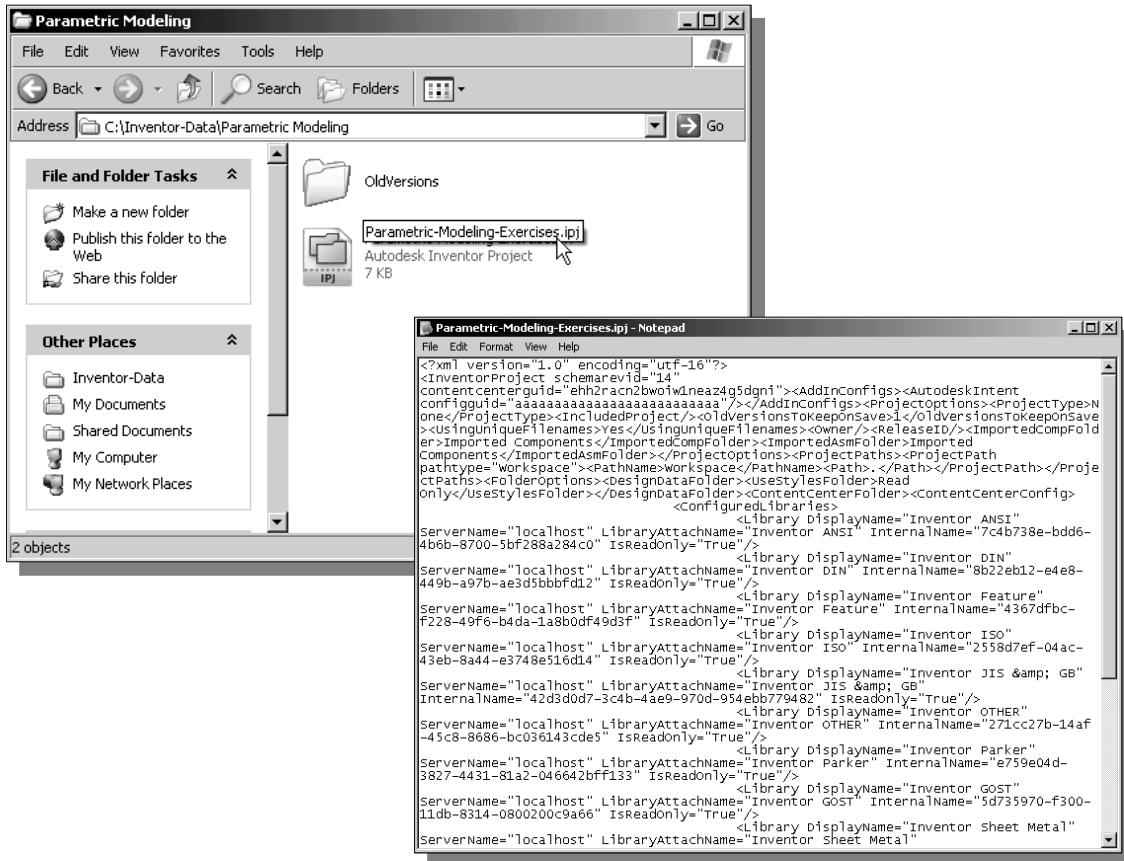 Parametric Modeling
File Edit View Favorites Tools Help
Back Search Folders
Address C:\Inventor-Data\Parametric Modeling Go
File and Folder Tasks
Make a new folder
Publish this folder to the
Web
Share this folder
Other Places
Inventor-Data
My Documents
Shared Documents
My Computer
My Network Places
2 objects
OldVersions
Parametric-Modeling-Exercises.ipj
Autodesk Inventor Project
7 KB
IPJ
Parametric-Modeling-Exercises.ipj - Notepad
File Edit Format View Help
<?xml version="1.0" encoding="utf-16"?>
<InventorProject schemarevid="14"
contentcenterguid="ehh2racn2bwoiw1neaz4g5dgni"><AddInConfigs><AutodeskIntent
configguid="aaaaaaaaaaaaaaaaaaaaaaaaaa"/></AddInConfigs><ProjectOptions><ProjectType>N
one</ProjectType><IncludedProject/><OldVersionsToKeepOnSave>1</OldVersionsToKeepOnSave
><UsingUniqueFilenames>Yes</UsingUniqueFilenames><Owner/><ReleaseID/><ImportedCompFold
er>Imported Components</ImportedCompFolder><ImportedAsmFolder>Imported
Components</ImportedAsmFolder></ProjectOptions><ProjectPaths><ProjectPath
pathtype="Workspace"><PathName>Workspace</PathName><Path>.</Path></ProjectPath></Proje
ctPaths><FolderOptions><DesignDataFolder><UseStylesFolder>Read
Only</UseStylesFolder></DesignDataFolder><ContentCenterFolder><ContentCenterConfig>
<ConfiguredLibraries>
<Library DisplayName="Inventor ANSI"
ServerName="localhost" LibraryAttachName="Inventor ANSI" InternalName="7c4b738e-bdd6-
4b6b-8700-5bf288a284c0" IsReadOnly="True"/>
<Library DisplayName="Inventor DIN"
ServerName="localhost" LibraryAttachName="Inventor DIN" InternalName="8b22eb12-e4e8-
449b-a97b-ae3d5bbbfd12" IsReadOnly="True"/>
<Library DisplayName="Inventor Feature"
ServerName="localhost" LibraryAttachName="Inventor Feature" InternalName="4367dfbc-
f228-49f6-b4da-1a8b0df49d3f" IsReadOnly="True"/>
<Library DisplayName="Inventor ISO"
ServerName="localhost" LibraryAttachName="Inventor ISO" InternalName="2558d7ef-04ac-
43eb-8a44-e3748e516d14" IsReadOnly="True"/>
<Library DisplayName="Inventor JIS &amp; GB"
ServerName="localhost" LibraryAttachName="Inventor JIS &amp; GB"
InternalName="42d3d0d7-3c4b-4ae9-970d-954ebb779482" IsReadOnly="True"/>
<Library DisplayName="Inventor OTHER"
ServerName="localhost" LibraryAttachName="Inventor OTHER" InternalName="271cc27b-14af
-45c8-8686-bc036143cde5" IsReadOnly="True"/>
<Library DisplayName="Inventor Parker"
ServerName="localhost" LibraryAttachName="Inventor Parker" InternalName="e759e04d-
3827-4431-81a2-046642bff133" IsReadOnly="True"/>
<Library DisplayName="Inventor GOST"
ServerName="localhost" LibraryAttachName="Inventor GOST" InternalName="5d735970-f300-
11db-8314-0800200c9a66" IsReadOnly="True"/>
<Library DisplayName="Inventor Sheet Metal"
ServerName="localhost" LibraryAttachName="Inventor Sheet Metal"